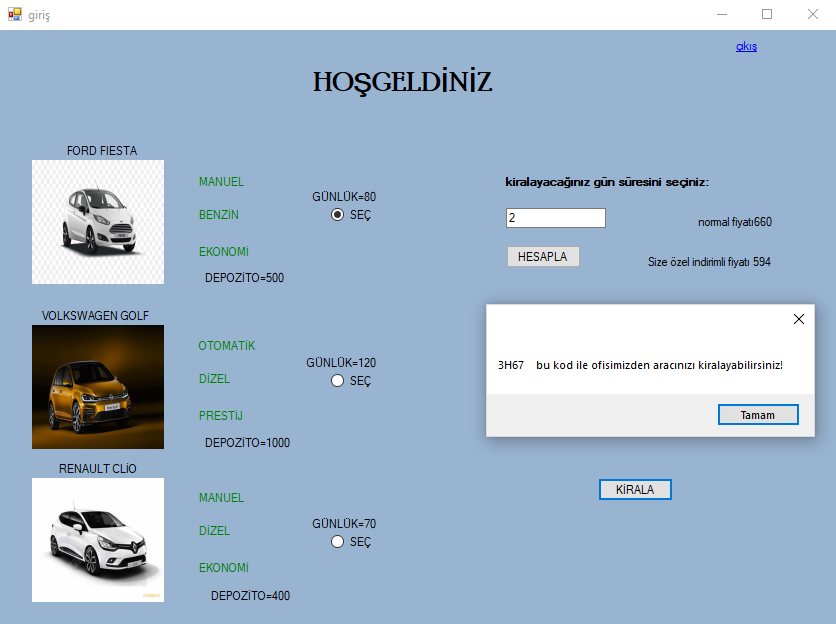 giriş
çıkış
HOŞGELDİNİZ
FORD FIESTA
MANUEL
GÜNLÜK=80
BENZİN
SEÇ
EKONOMİ
DEPOZİTO=500
kiralayacağınız gün süresini seçiniz:
2
normal fiyatı660
HESAPLA
Size özel indirimli fiyatı 594
VOLKSWAGEN GOLF
OTOMATİK
GÜNLÜK=120
DİZEL
SEÇ
PRESTİJ
DEPOZİTO=1000
3H67 bu kod ile ofisimizden aracınızı kiralayabilirsiniz!
Tamam
RENAULT CLİO
MANUEL
GÜNLÜK=70
DİZEL
SEÇ
EKONOMİ
DEPOZİTO=400
KİRALA